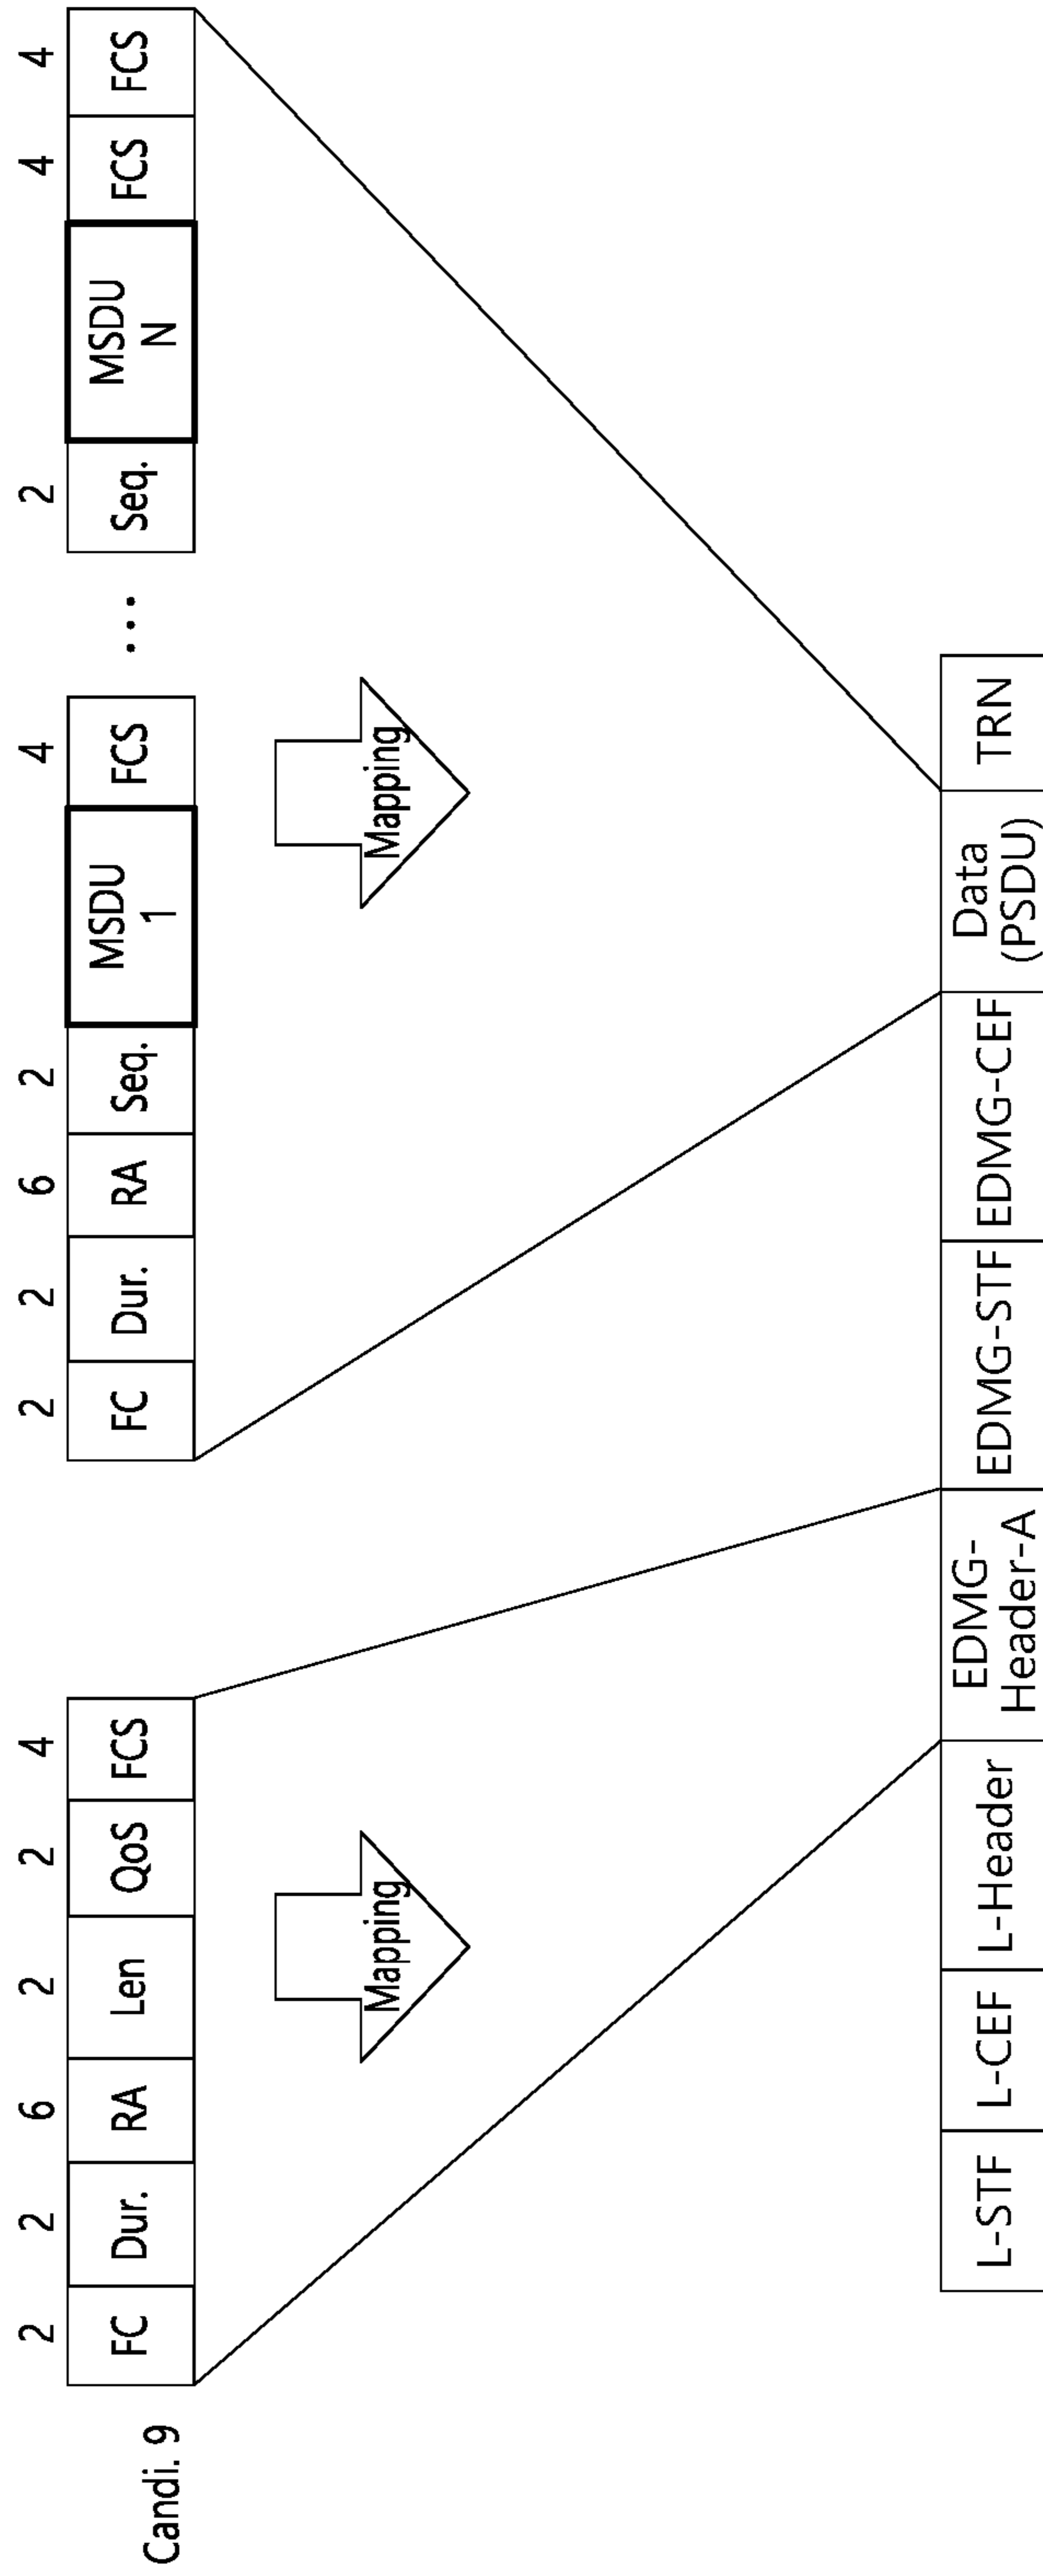 2 2 6 2 2 4 2 2 6 2 4 2 4 4
Candi. 9 FC Dur. RA Len QoS FCS FC Dur. RA Seq. MSDU 1 FCS ... Seq. MSDU N FCS FCS
Mapping Mapping
L-STF L-CEF L-Header EDMG-Header-A EDMG-STF EDMG-CEF Data (PSDU) TRN